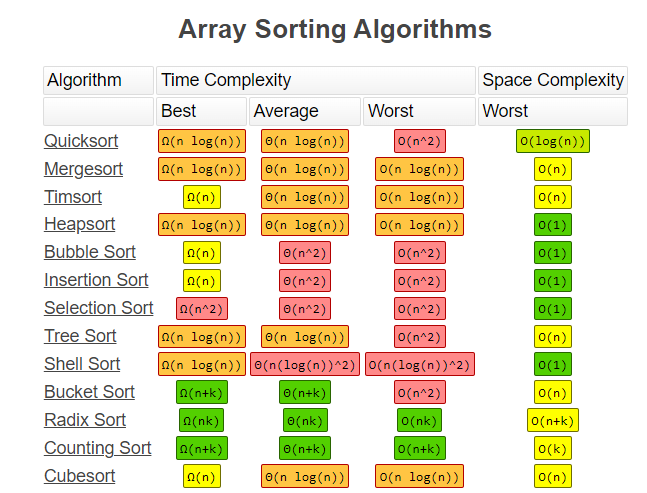 Array Sorting Algorithms
Algorithm Time Complexity Space Complexity
Best Average Worst Worst
Quicksort Ω(n log(n)) Θ(n log(n)) O(n^2) O(log(n))
Mergesort Ω(n log(n)) Θ(n log(n)) O(n log(n)) O(n)
Timsort Ω(n) Θ(n log(n)) O(n log(n)) O(n)
Heapsort Ω(n log(n)) Θ(n log(n)) O(n log(n)) O(1)
Bubble Sort Ω(n) Θ(n^2) O(n^2) O(1)
Insertion Sort Ω(n) Θ(n^2) O(n^2) O(1)
Selection Sort Ω(n^2) Θ(n^2) O(n^2) O(1)
Tree Sort Ω(n log(n)) Θ(n log(n)) O(n^2) O(n)
Shell Sort Ω(n log(n)) Θ(n(log(n))^2) O(n(log(n))^2) O(1)
Bucket Sort Ω(n+k) Θ(n+k) O(n^2) O(n)
Radix Sort Ω(nk) Θ(nk) O(nk) O(n+k)
Counting Sort Ω(n+k) Θ(n+k) O(n+k) O(k)
Cubesort Ω(n) Θ(n log(n)) O(n log(n)) O(n)